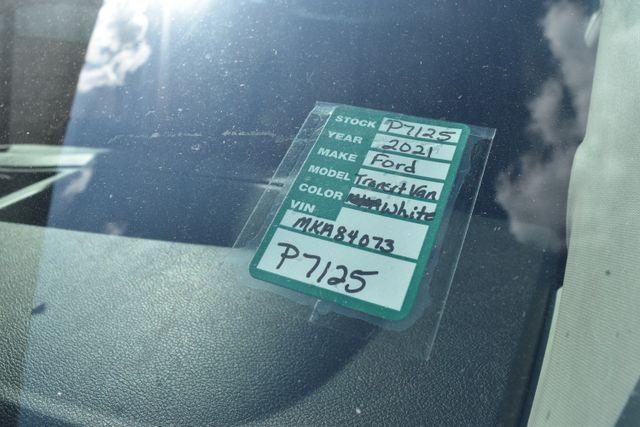 STOCK P7125
YEAR 2021
MAKE Ford
MODEL Transit Van
COLOR White
VIN
MKA84073
P7125